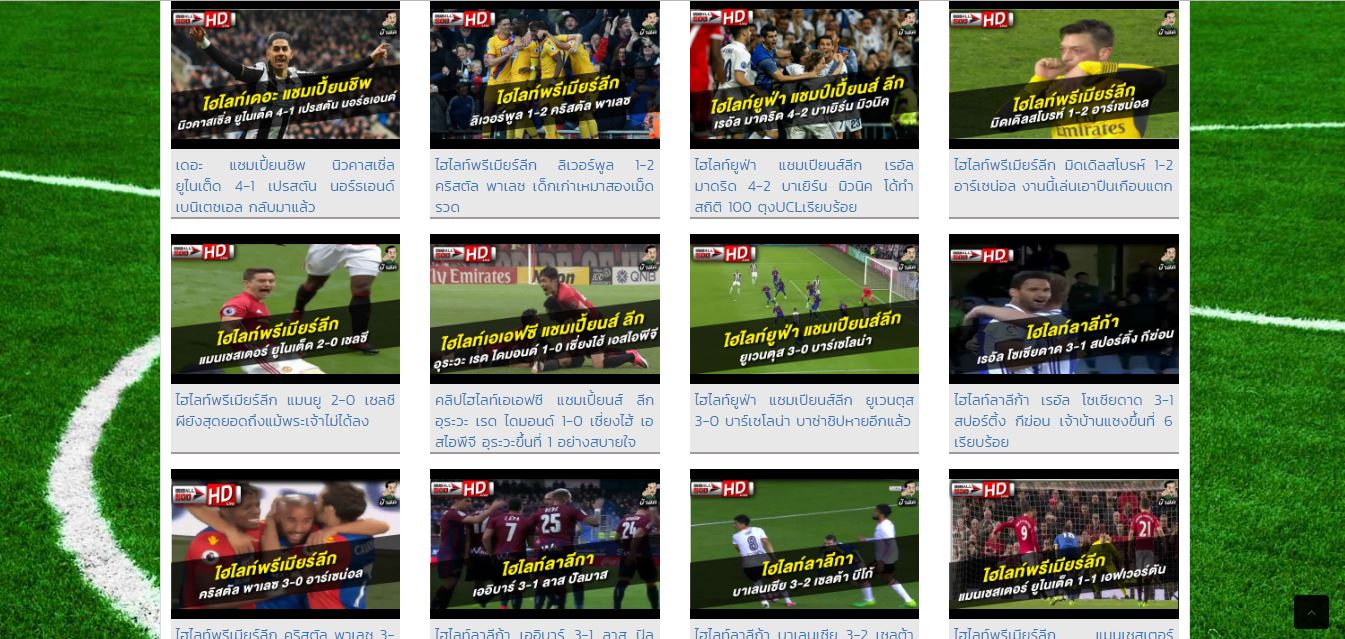 HD
HD
HD
HD
ไฮไลท์เดอะ แชมเปี้ยนชิพ
นิวคาสเซิ่ล ยูไนเต็ด 4-1 เปรสตัน นอร์ธเอนด์
ไฮไลท์พรีเมียร์ลีก
ลิเวอร์พูล 1-2 คริสตัล พาเลซ
ไฮไลท์ยูฟ่า แชมป์เปี้ยนส์ ลีก
เรอัล มาดริด 4-2 บาเยิร์น มิวนิค
ไฮไลท์พรีเมียร์ลีก
มิดเดิลสโบรห์ 1-2 อาร์เซน่อล
Emirates
เดอะ แชมเปี้ยนชิพ นิวคาสเซิ่ล
ยูไนเต็ด 4-1 เปรสตัน นอร์ธเอนด์
เบนิเตซเอล กลับมาแล้ว
ไฮไลท์พรีเมียร์ลีก ลิเวอร์พูล 1-2
คริสตัล พาเลซ เด็กเก่าเหมาสองเม็ด
รวด
ไฮไลท์ยูฟ่า แชมเปียนส์ลีก เรอัล
มาดริด 4-2 บาเยิร์น มิวนิค โด้ทำ
สถิติ 100 ตุงUCLเรียบร้อย
ไฮไลท์พรีเมียร์ลีก มิดเดิลสโบรห์ 1-2
อาร์เซน่อล งานนี้เล่นเอาปืนเกือบแตก
HD
HD
HD
HD
ไฮไลท์พรีเมียร์ลีก
แมนเชสเตอร์ ยูไนเต็ด 2-0 เชลซี
Fly Emirates
QNB
ไฮไลท์เอเอฟซี แชมเปี้ยนส์ ลีก
อุระวะ เรด ไดมอนด์ 1-0 เซี่ยงไฮ้ เอสไอพีจี
ไฮไลท์ยูฟ่า แชมเปียนส์ลีก
ยูเวนตุส 3-0 บาร์เซโลน่า
ไฮไลท์ลาลีก้า
เรอัล โซเซียดาด 3-1 สปอร์ติ้ง กีฆ่อน
ไฮไลท์พรีเมียร์ลีก แมนยู 2-0 เชลซี
ผียังสุดยอดถึงแม้พระเจ้าไม่ได้ลง
คลิปไฮไลท์เอเอฟซี แชมเปี้ยนส์ ลีก
อุระวะ เรด ไดมอนด์ 1-0 เซี่ยงไฮ้ เอ
สไอพีจี อุระวะขึ้นที่ 1 อย่างสบายใจ
ไฮไลท์ยูฟ่า แชมเปียนส์ลีก ยูเวนตุส
3-0 บาร์เซโลน่า บาซ่าชิปหายอีกแล้ว
ไฮไลท์ลาลีก้า เรอัล โซเซียดาด 3-1
สปอร์ติ้ง กีฆ่อน เจ้าบ้านแซงขึ้นที่ 6
เรียบร้อย
HD
HD
HD
HD
ไฮไลท์พรีเมียร์ลีก
คริสตัล พาเลซ 3-0 อาร์เซน่อล
7
25
24
ไฮไลท์ลาลีกา
เออิบาร์ 3-1 ลาส ปัลมาส
8
ไฮไลท์ลาลีกา
บาเลนเซีย 3-2 เซลต้า บีโก้
9
18
21
ไฮไลท์พรีเมียร์ลีก
แมนเชสเตอร์ ยูไนเต็ด 1-1 เอฟเวอร์ตัน
ไฮไลท์พรีเมียร์ลีก คริสตัล พาเลซ 3-
ไฮไลท์ลาลีก้า เออิบาร์ 3-1 ลาส ปัล
ไฮไลท์ลาลีก้า บาเลนเซีย 3-2 เซลต้า
ไฮไลท์พรีเมียร์ลีก แมนเชสเตอร์